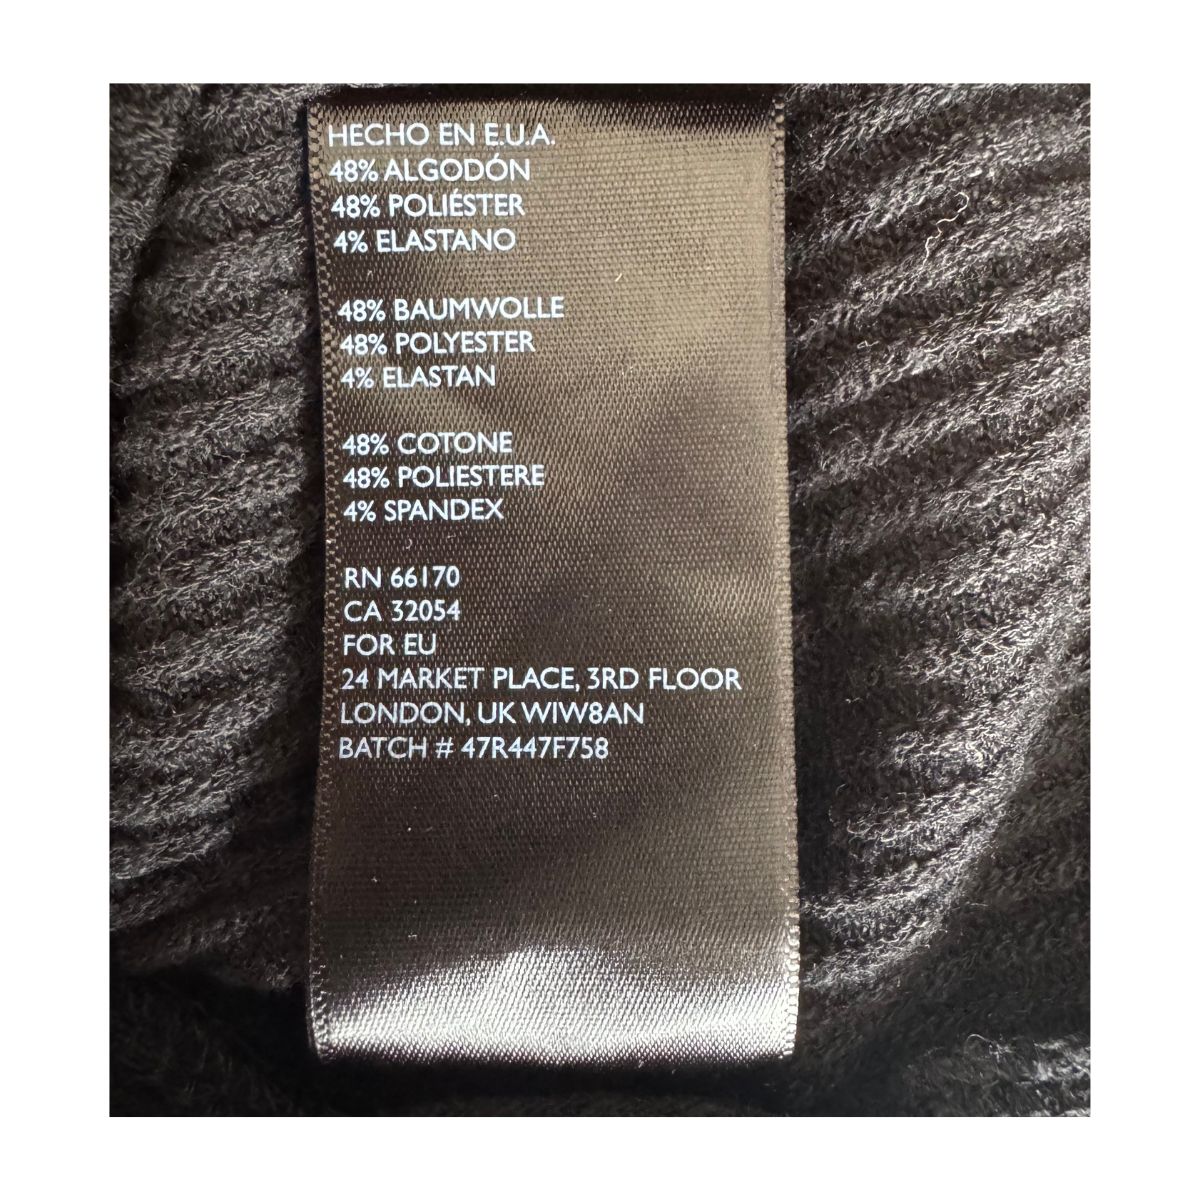 HECHO EN E.U.A.
48% ALGODÓN
48% POLIÉSTER
4% ELASTANO
48% BAUMWOLLE
48% POLYESTER
4% ELASTAN
48% COTONE
48% POLIESTERE
4% SPANDEX
RN 66170
CA 32054
FOR EU
24 MARKET PLACE, 3RD FLOOR
LONDON, UK W1W8AN
BATCH # 47R447F758